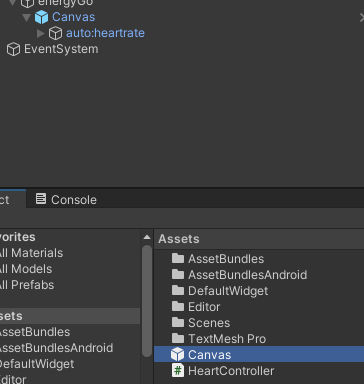 energyGo
Canvas
auto:heartrate
EventSystem
ct
Console
vorites
All Materials
All Models
All Prefabs
sets
AssetBundles
AssetBundlesAndroid
DefaultWidget
Editor
Assets
AssetBundles
AssetBundlesAndroid
DefaultWidget
Editor
Scenes
TextMesh Pro
Canvas
HeartController